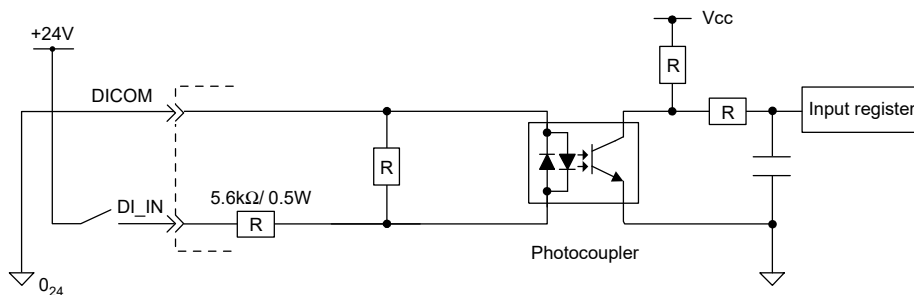 Vcc
+24V
R
DICOM
R
Input register
R
5.6kΩ/ 0.5W
DI_IN
R
Photocoupler
0₂₄